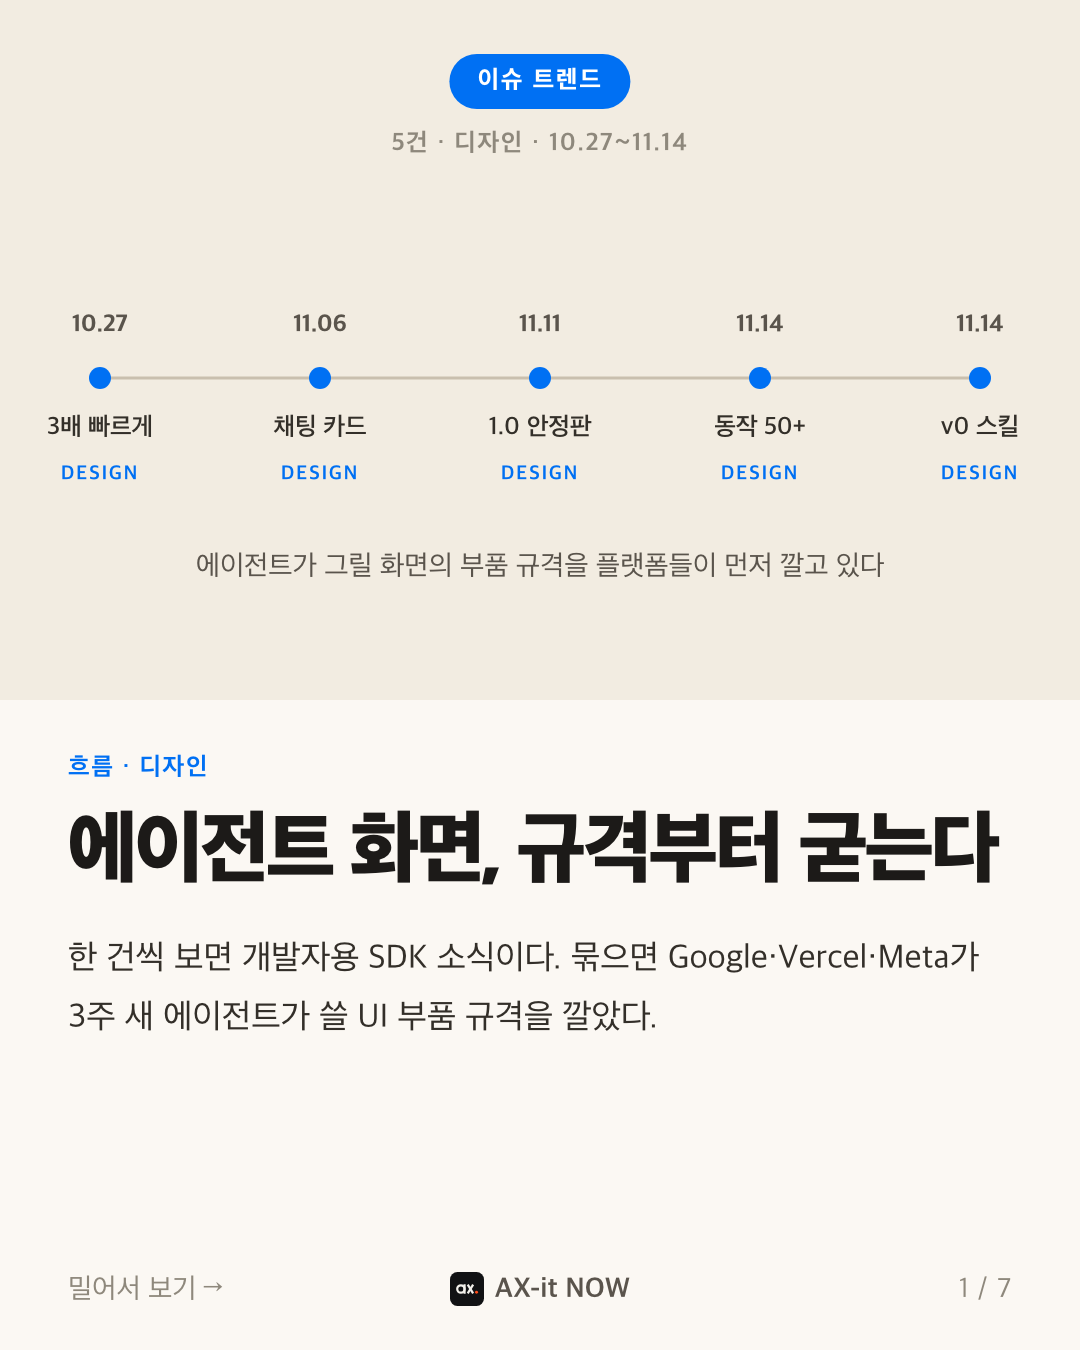 이슈 트렌드
5건 · 디자인 · 10.27~11.14
10.27 11.06 11.11 11.14 11.14
3배 빠르게 채팅 카드 1.0 안정판 동작 50+ v0 스킬
DESIGN DESIGN DESIGN DESIGN DESIGN
에이전트가 그릴 화면의 부품 규격을 플랫폼들이 먼저 깔고 있다
흐름 · 디자인
에이전트 화면, 규격부터 굳는다
한 건씩 보면 개발자용 SDK 소식이다. 묶으면 Google·Vercel·Meta가
3주 새 에이전트가 쓸 UI 부품 규격을 깔았다.
밀어서 보기 → ax. AX-it NOW 1 / 7